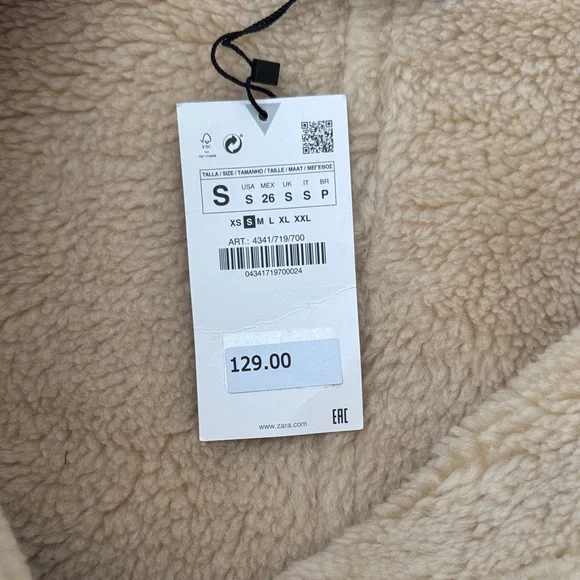 FSC
TALLA / SIZE / TAMANHO / TAILLE / MAAT / ΜΕΓΕΘΟΣ
S USA MEX UK IT BR
S 26 S S P
XS S M L XL XXL
ART.: 4341/719/700
04341719700024
129.00
www.zara.com
EAC